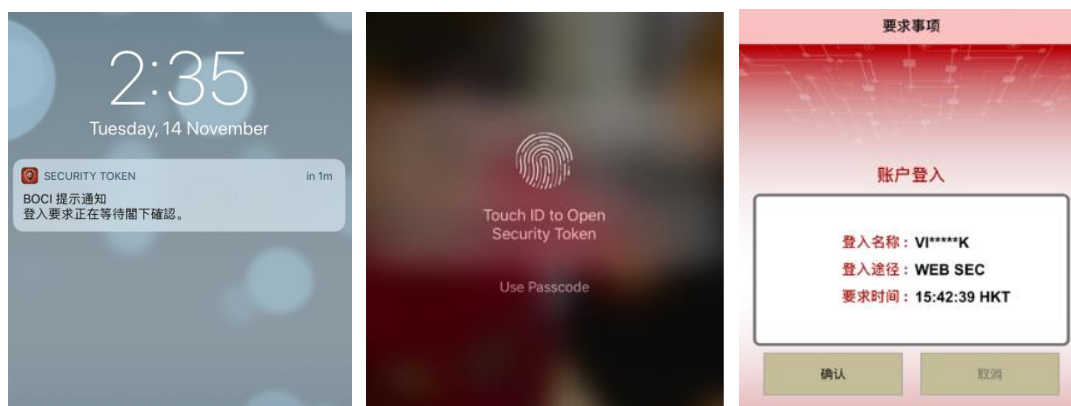 2:35
Tuesday, 14 November
SECURITY TOKEN
in 1m
BOCI 提示通知
登入要求正在等待閣下確認。
Touch ID to Open
Security Token
Use Passcode
要求事项
账户登入
登入名称：VI*****K
登入途径：WEB SEC
要求时间：15:42:39 HKT
确认
取消